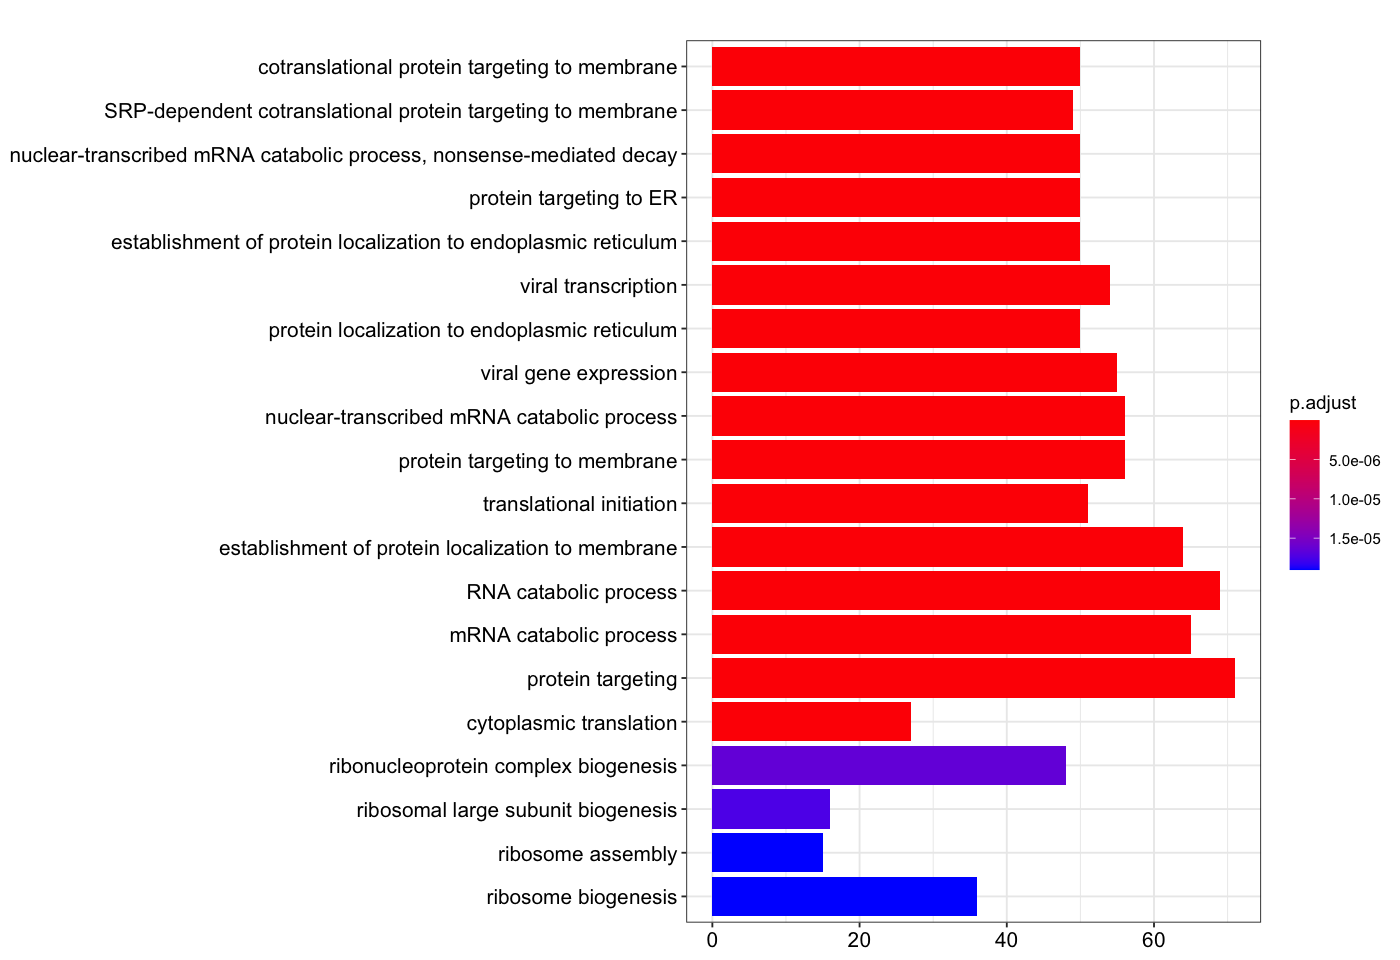 cotranslational protein targeting to membrane
SRP-dependent cotranslational protein targeting to membrane
nuclear-transcribed mRNA catabolic process, nonsense-mediated decay
protein targeting to ER
establishment of protein localization to endoplasmic reticulum
viral transcription
protein localization to endoplasmic reticulum
viral gene expression
nuclear-transcribed mRNA catabolic process
protein targeting to membrane
translational initiation
establishment of protein localization to membrane
RNA catabolic process
mRNA catabolic process
protein targeting
cytoplasmic translation
ribonucleoprotein complex biogenesis
ribosomal large subunit biogenesis
ribosome assembly
ribosome biogenesis
0 20 40 60
p.adjust
5.0e-06
1.0e-05
1.5e-05